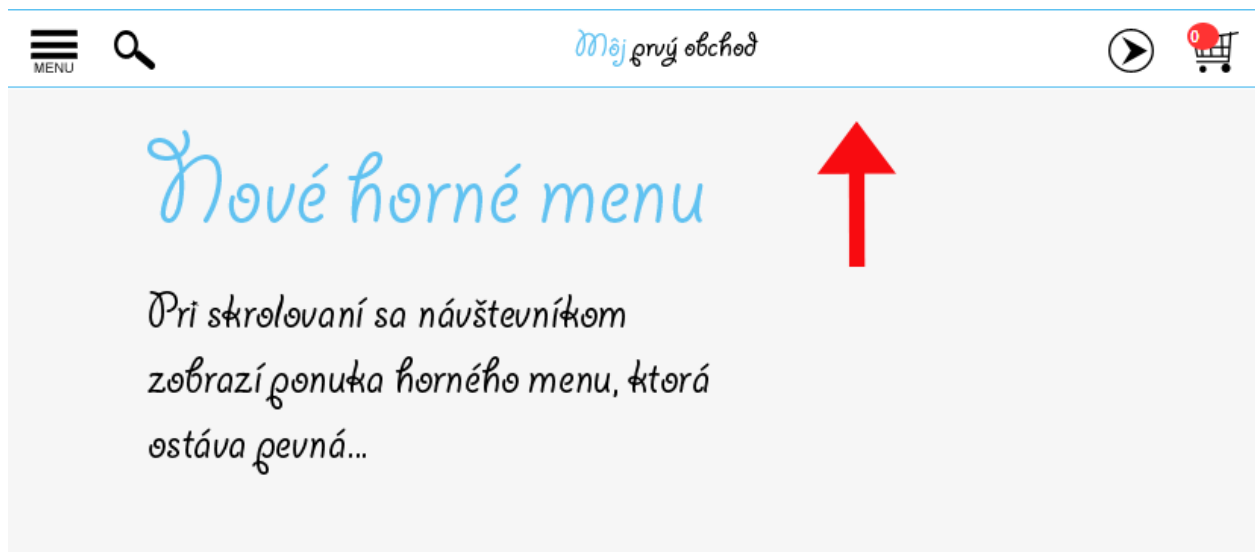 MENU
Môj prvý obchod
0
Nové horné menu
Pri skrolovaní sa návštevníkom
zobrazí ponuka horného menu, ktorá
ostáva pevná...